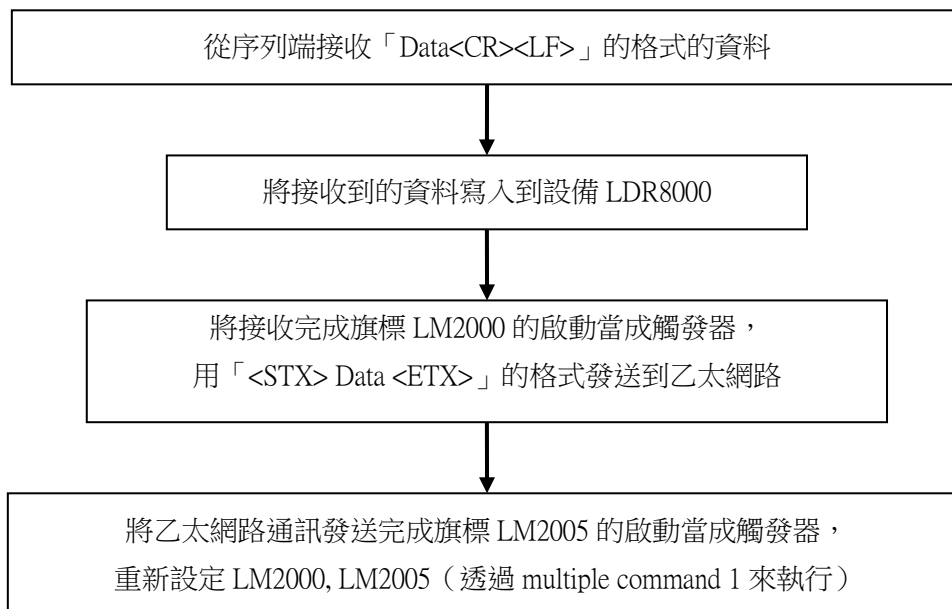 從序列端接收「Data<CR><LF>」的格式的資料
將接收到的資料寫入到設備 LDR8000
將接收完成旗標 LM2000 的啟動當成觸發器，
用「<STX> Data <ETX>」的格式發送到乙太網路
將乙太網路通訊發送完成旗標 LM2005 的啟動當成觸發器，
重新設定 LM2000, LM2005（透過 multiple command 1 來執行）